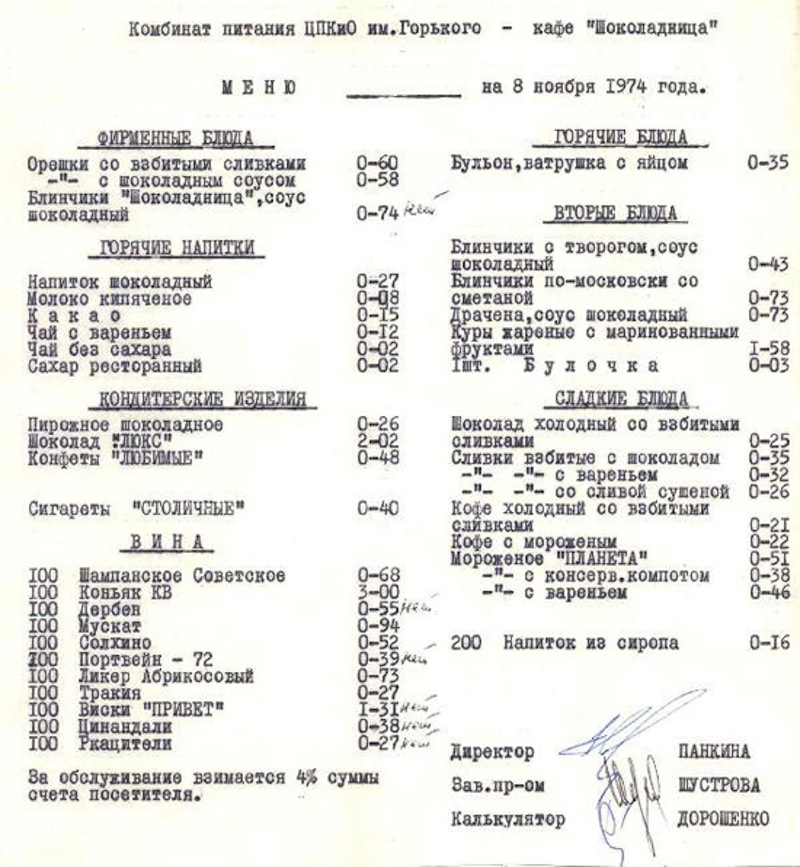 Комбинат питания ЦПКиО им.Горького - кафе "Шоколадница"
МЕНЮ на 8 ноября 1974 года.
ФИРМЕННЫЕ БЛЮДА
Орешки со взбитыми сливками 0-60
-"- с шоколадным соусом 0-58
Блинчики "Шоколадница",соус
шоколадный 0-74 нет
ГОРЯЧИЕ НАПИТКИ
Напиток шоколадный 0-27
Молоко кипяченое 0-08
Какао 0-15
Чай с вареньем 0-12
Чай без сахара 0-02
Сахар ресторанный 0-02
КОНДИТЕРСКИЕ ИЗДЕЛИЯ
Пирожное шоколадное 0-26
Шоколад "ЛЮКС" 2-02
Конфеты "ЛЮБИМЫЕ" 0-48
Сигареты "СТОЛИЧНЫЕ" 0-40
ВИНА
100 Шампанское Советское 0-68
100 Коньяк КВ 3-00
100 Дербен 0-55 нет
100 Мускат 0-94
100 Солхино 0-52
100 Портвейн - 72 0-39 нет
100 Ликер Абрикосовый 0-73
100 Тракия 0-27
100 Виски "ПРИВЕТ" 1-31 нет
100 Цинандали 0-38 нет
100 Ркацители 0-27 нет
За обслуживание взимается 4% суммы
счета посетителя.
ГОРЯЧИЕ БЛЮДА
Бульон,ватрушка с яйцом 0-35
ВТОРЫЕ БЛЮДА
Блинчики с творогом,соус
шоколадный 0-43
Блинчики по-московски со
сметаной 0-73
Драчена,соус шоколадный 0-73
Куры жареные с маринованными
фруктами 1-58
1шт. Булочка 0-03
СЛАДКИЕ БЛЮДА
Шоколад холодный со взбитыми
сливками 0-25
Сливки взбитые с шоколадом 0-35
-"- -"- с вареньем 0-32
-"- -"- со сливой сушеной 0-26
Кофе холодный со взбитыми
сливками 0-21
Кофе с мороженым 0-22
Мороженое "ПЛАНЕТА" 0-51
-"- с консерв.компотом 0-38
-"- с вареньем 0-46
200 Напиток из сиропа 0-16
Директор ПАНКИНА
Зав.пр-ом ШУСТРОВА
Калькулятор ДОРОШЕНКО